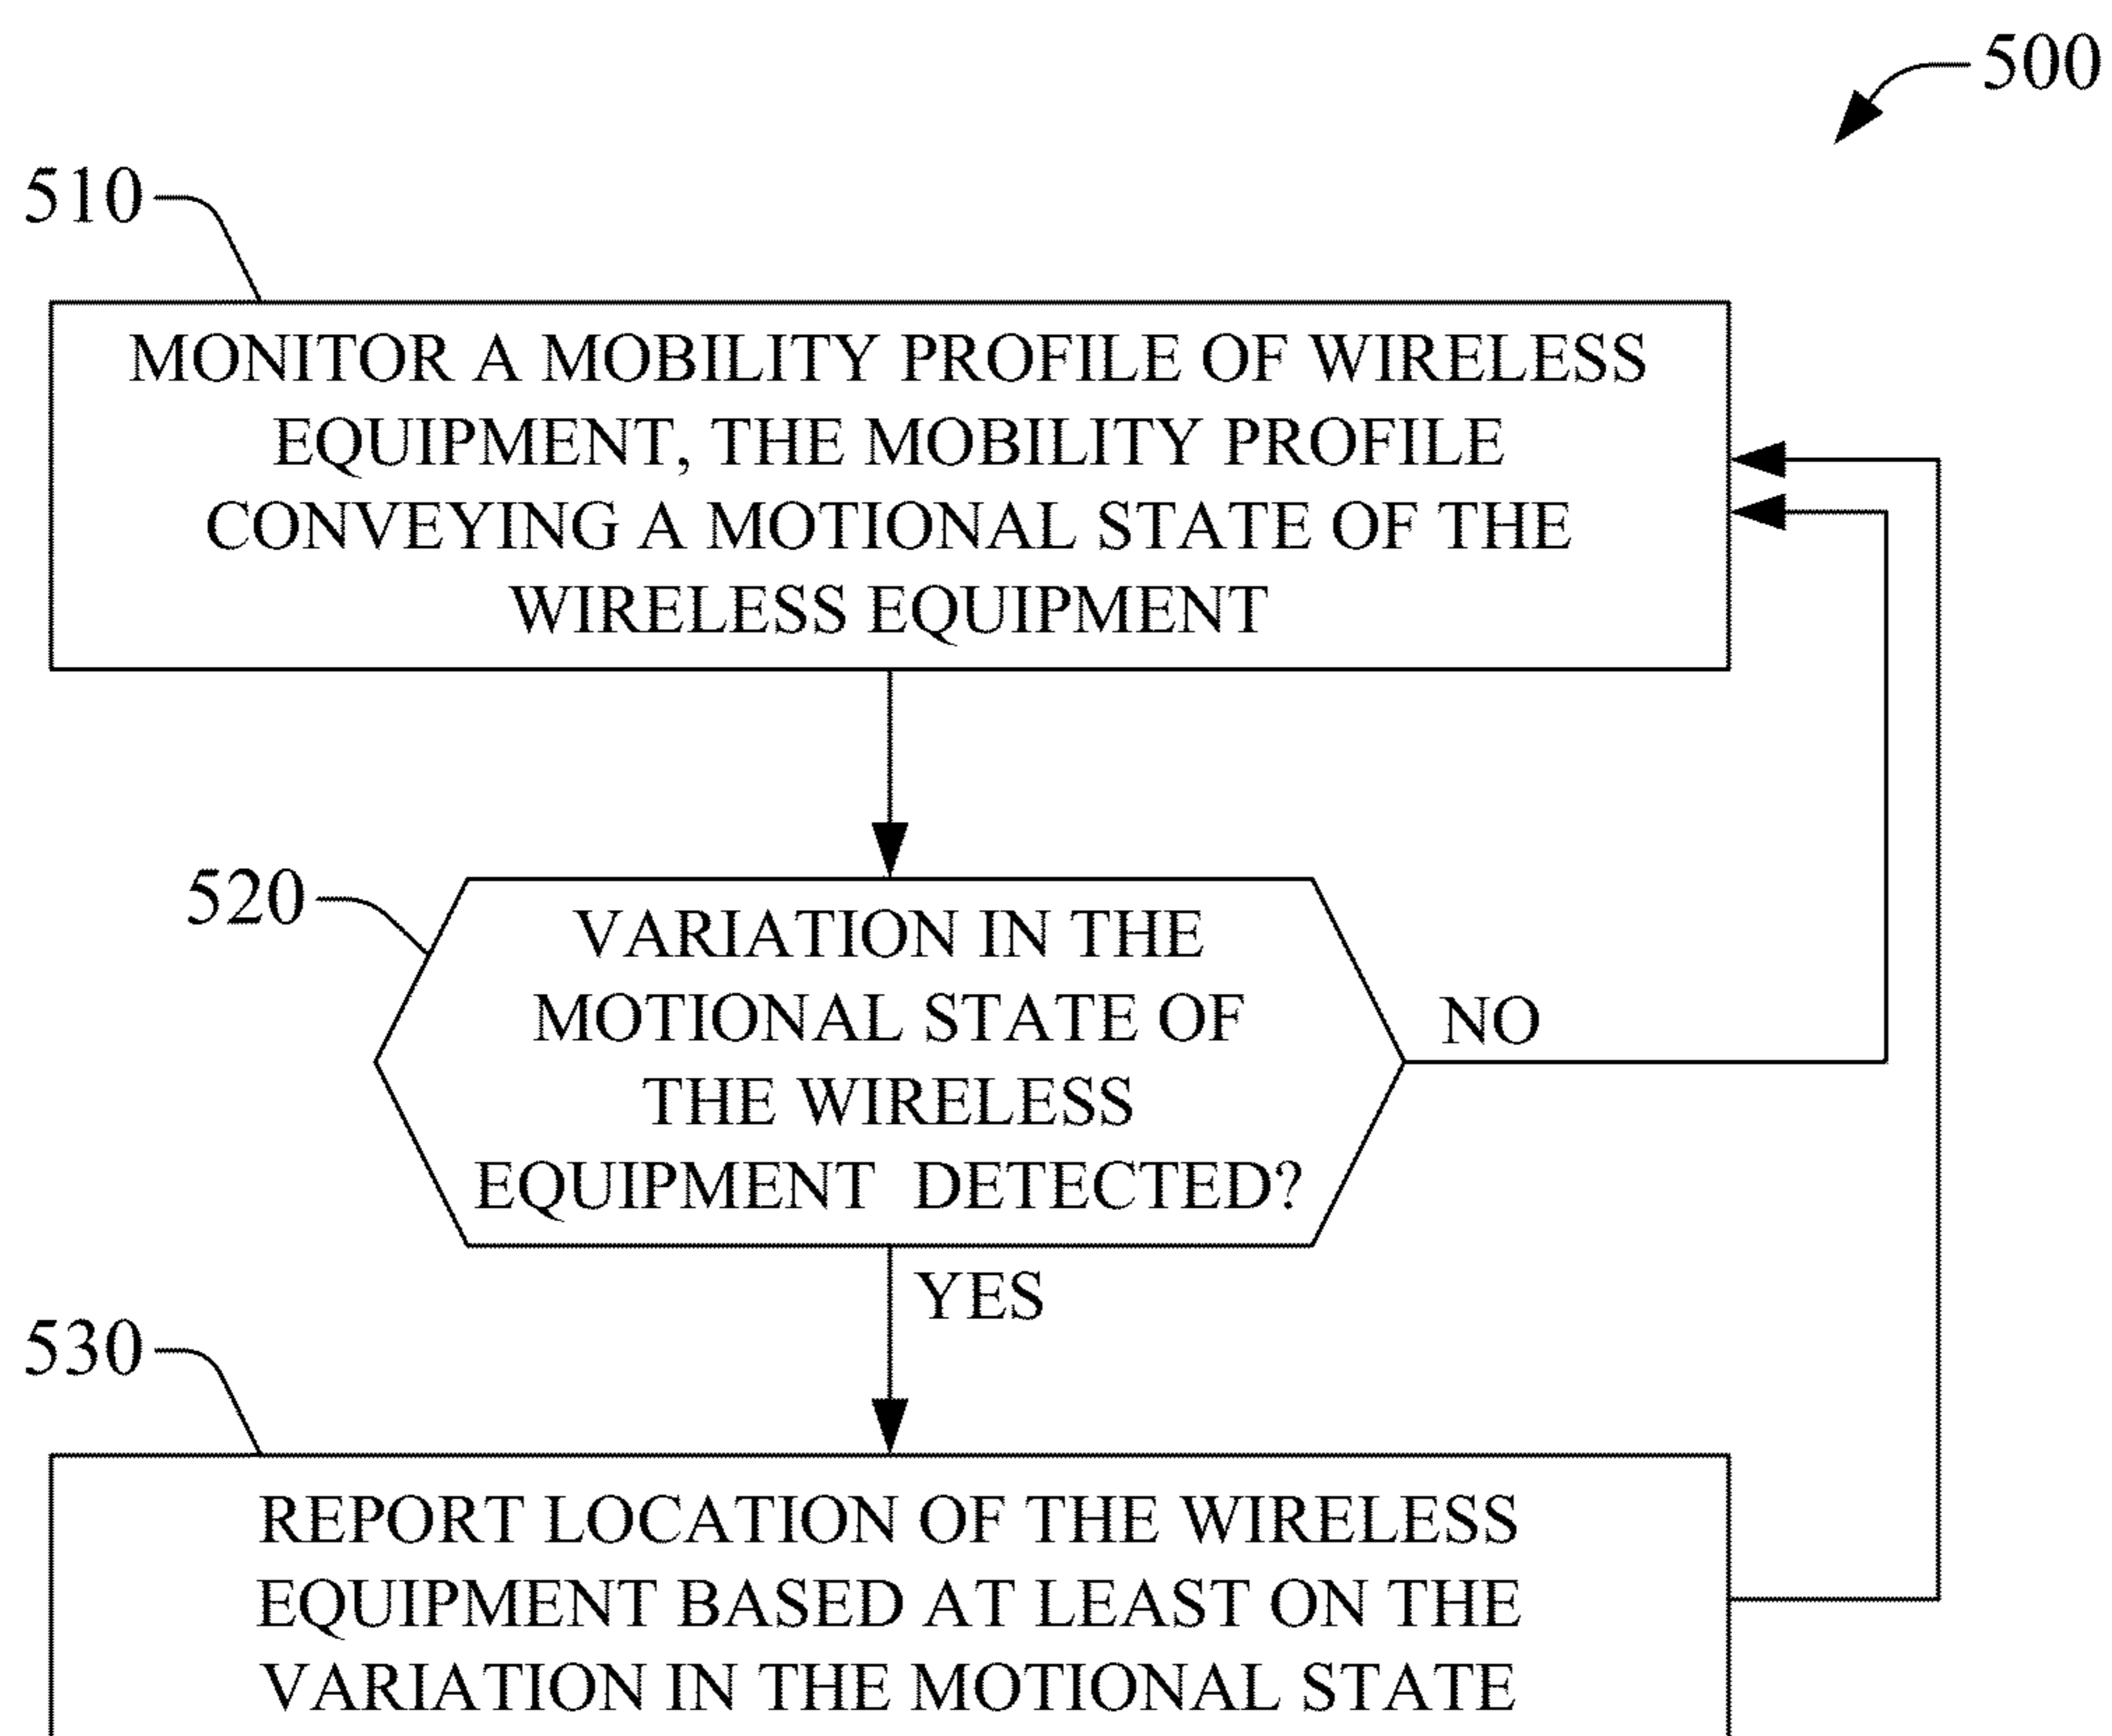 500
510
MONITOR A MOBILITY PROFILE OF WIRELESS
EQUIPMENT, THE MOBILITY PROFILE
CONVEYING A MOTIONAL STATE OF THE
WIRELESS EQUIPMENT
520
VARIATION IN THE
MOTIONAL STATE OF
THE WIRELESS
EQUIPMENT DETECTED?
NO
YES
530
REPORT LOCATION OF THE WIRELESS
EQUIPMENT BASED AT LEAST ON THE
VARIATION IN THE MOTIONAL STATE